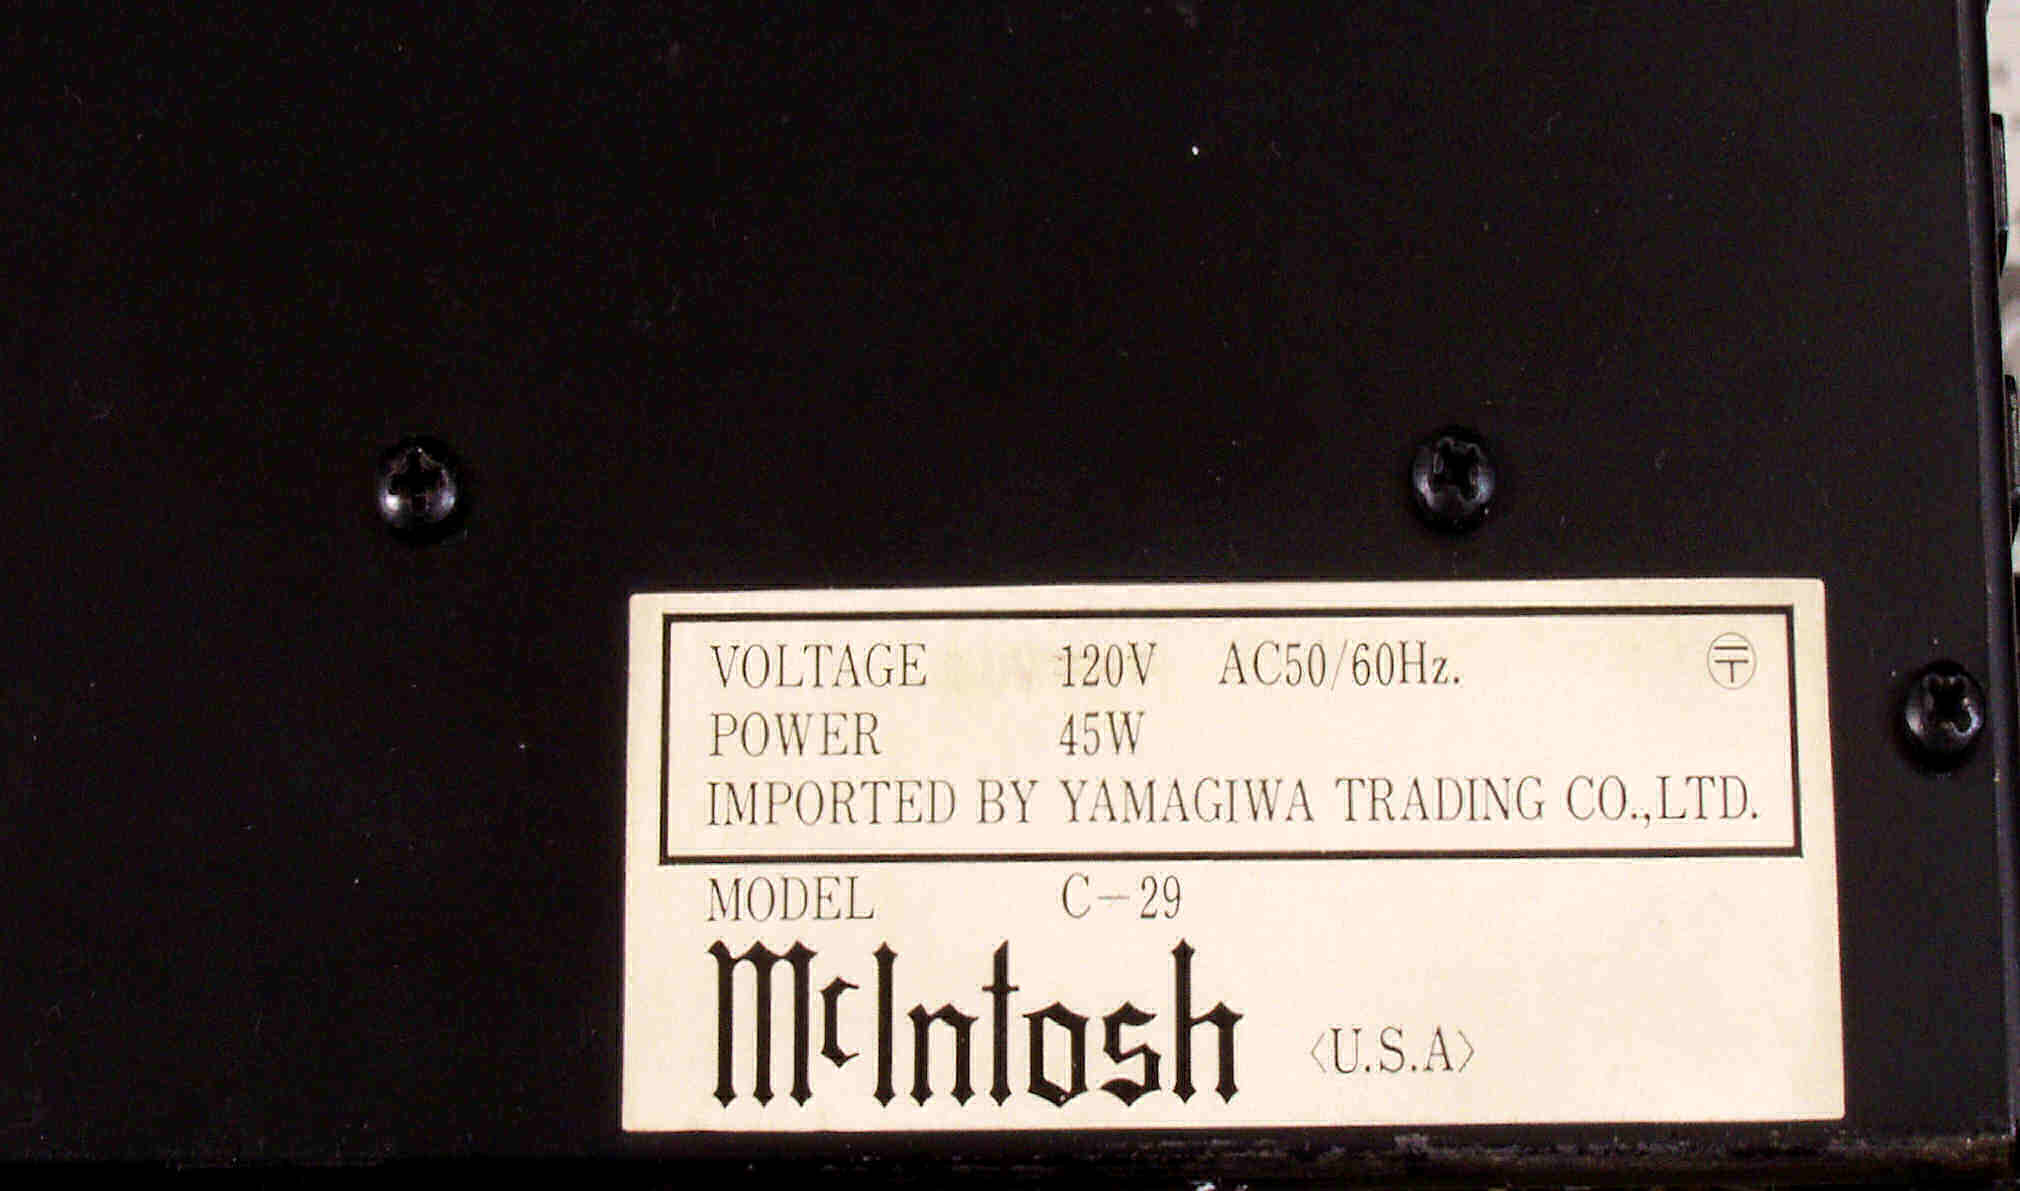 VOLTAGE 120V AC50/60Hz. 〶
POWER 45W
IMPORTED BY YAMAGIWA TRADING CO.,LTD.
MODEL C-29
McIntosh <U.S.A>